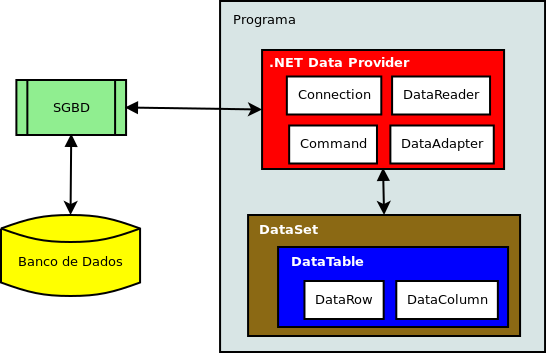 Programa
.NET Data Provider
Connection
DataReader
SGBD
Command
DataAdapter
DataSet
Banco de Dados
DataTable
DataRow
DataColumn